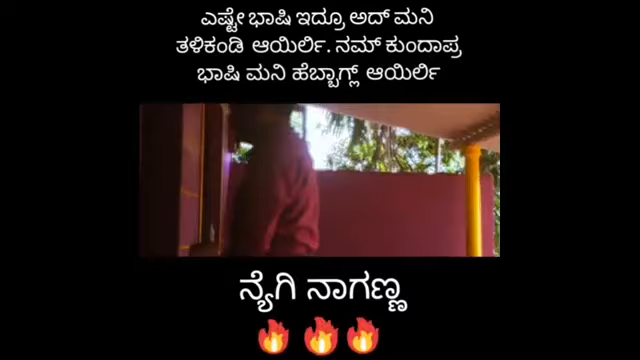 ಎಷ್ಟೇ ಭಾಷಿ ಇದ್ರೂ ಅದ್ ಮನಿ
ತಳಿಕಂಡಿ ಆಯಿರ್ಲಿ. ನಮ್ ಕುಂದಾಪ್ರ
ಭಾಷಿ ಮನಿ ಹೆಬ್ಬಾಗ್ಲ್ ಆಯಿರ್ಲಿ
ನ್ಯೆಗಿ ನಾಗಣ್ಣ
🔥 🔥🔥